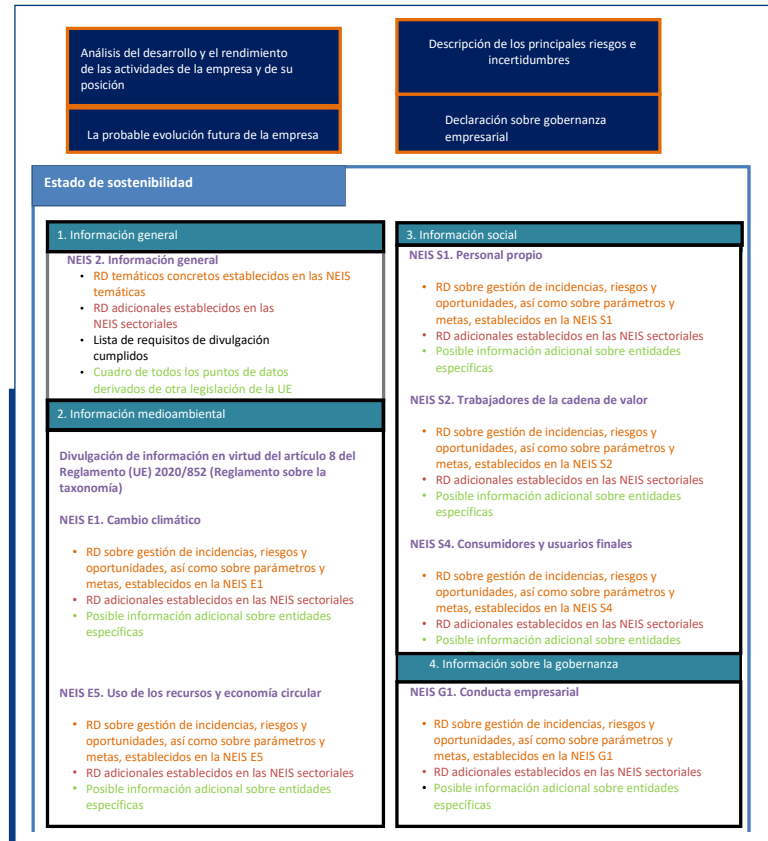 Análisis del desarrollo y el rendimiento
de las actividades de la empresa y de su
posición
Descripción de los principales riesgos e
incertidumbres
La probable evolución futura de la empresa
Declaración sobre gobernanza
empresarial
Estado de sostenibilidad
1. Información general
NEIS 2. Información general
• RD temáticos concretos establecidos en las NEIS
temáticas
• RD adicionales establecidos en las
NEIS sectoriales
• Lista de requisitos de divulgación
cumplidos
• Cuadro de todos los puntos de datos
derivados de otra legislación de la UE
2. Información medioambiental
Divulgación de información en virtud del artículo 8 del
Reglamento (UE) 2020/852 (Reglamento sobre la
taxonomía)
NEIS E1. Cambio climático
• RD sobre gestión de incidencias, riesgos y
oportunidades, así como sobre parámetros y
metas, establecidos en la NEIS E1
• RD adicionales establecidos en las NEIS sectoriales
• Posible información adicional sobre entidades
específicas
NEIS E5. Uso de los recursos y economía circular
• RD sobre gestión de incidencias, riesgos y
oportunidades, así como sobre parámetros y
metas, establecidos en la NEIS E5
• RD adicionales establecidos en las NEIS sectoriales
• Posible información adicional sobre entidades
específicas
3. Información social
NEIS S1. Personal propio
• RD sobre gestión de incidencias, riesgos y
oportunidades, así como sobre parámetros y
metas, establecidos en la NEIS S1
• RD adicionales establecidos en las NEIS sectoriales
• Posible información adicional sobre entidades
específicas
NEIS S2. Trabajadores de la cadena de valor
• RD sobre gestión de incidencias, riesgos y
oportunidades, así como sobre parámetros y
metas, establecidos en la NEIS S2
• RD adicionales establecidos en las NEIS sectoriales
• Posible información adicional sobre entidades
específicas
NEIS S4. Consumidores y usuarios finales
• RD sobre gestión de incidencias, riesgos y
oportunidades, así como sobre parámetros y
metas, establecidos en la NEIS S4
• RD adicionales establecidos en las NEIS sectoriales
• Posible información adicional sobre entidades
4. Información sobre la gobernanza
NEIS G1. Conducta empresarial
• RD sobre gestión de incidencias, riesgos y
oportunidades, así como sobre parámetros y
metas, establecidos en la NEIS G1
• RD adicionales establecidos en las NEIS sectoriales
• Posible información adicional sobre entidades
específicas